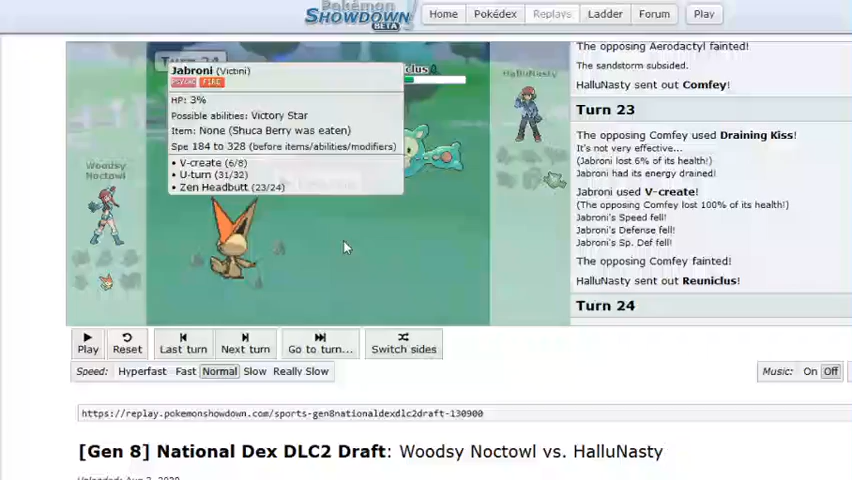 Pokémon
SHOWDOWN
BETA
Home
Pokédex
Replays
Ladder
Forum
Play
Turn 24
Jabroni (Victini)
PSYCHC FIRE
HP: 3%
Possible abilities: Victory Star
Item: None (Shuca Berry was eaten)
Spe 184 to 328 (before items/abilities/modifiers)
• V-create (6/8)
• U-turn (31/32)
• Zen Headbutt (23/24)
Woodsy
Noctowl
HalluNasty
The opposing Aerodactyl fainted!
The sandstorm subsided.
HalluNasty sent out Comfey!
Turn 23
The opposing Comfey used Draining Kiss!
It's not very effective...
(Jabroni lost 6% of its health!)
Jabroni had its energy drained!
Jabroni used V-create!
(The opposing Comfey lost 100% of its health!)
Jabroni's Speed fell!
Jabroni's Defense fell!
Jabroni's Sp. Def fell!
The opposing Comfey fainted!
HalluNasty sent out Reuniclus!
Turn 24
Play
Reset
Last turn
Next turn
Go to turn...
Switch sides
Speed: Hyperfast Fast Normal Slow Really Slow
Music: On Off
https://replay.pokemonshowdown.com/sports-gen8nationaldexdlc2draft-130900
[Gen 8] National Dex DLC2 Draft: Woodsy Noctowl vs. HalluNasty